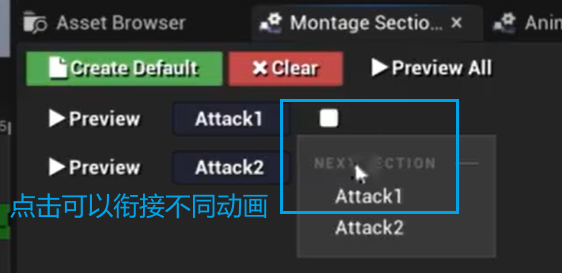 Asset Browser
Montage Sectio... ×
Anin
Create Default
Clear
Preview All
Preview
Attack1
Preview
Attack2
NEXT SECTION
Attack1
Attack2
点击可以衔接不同动画